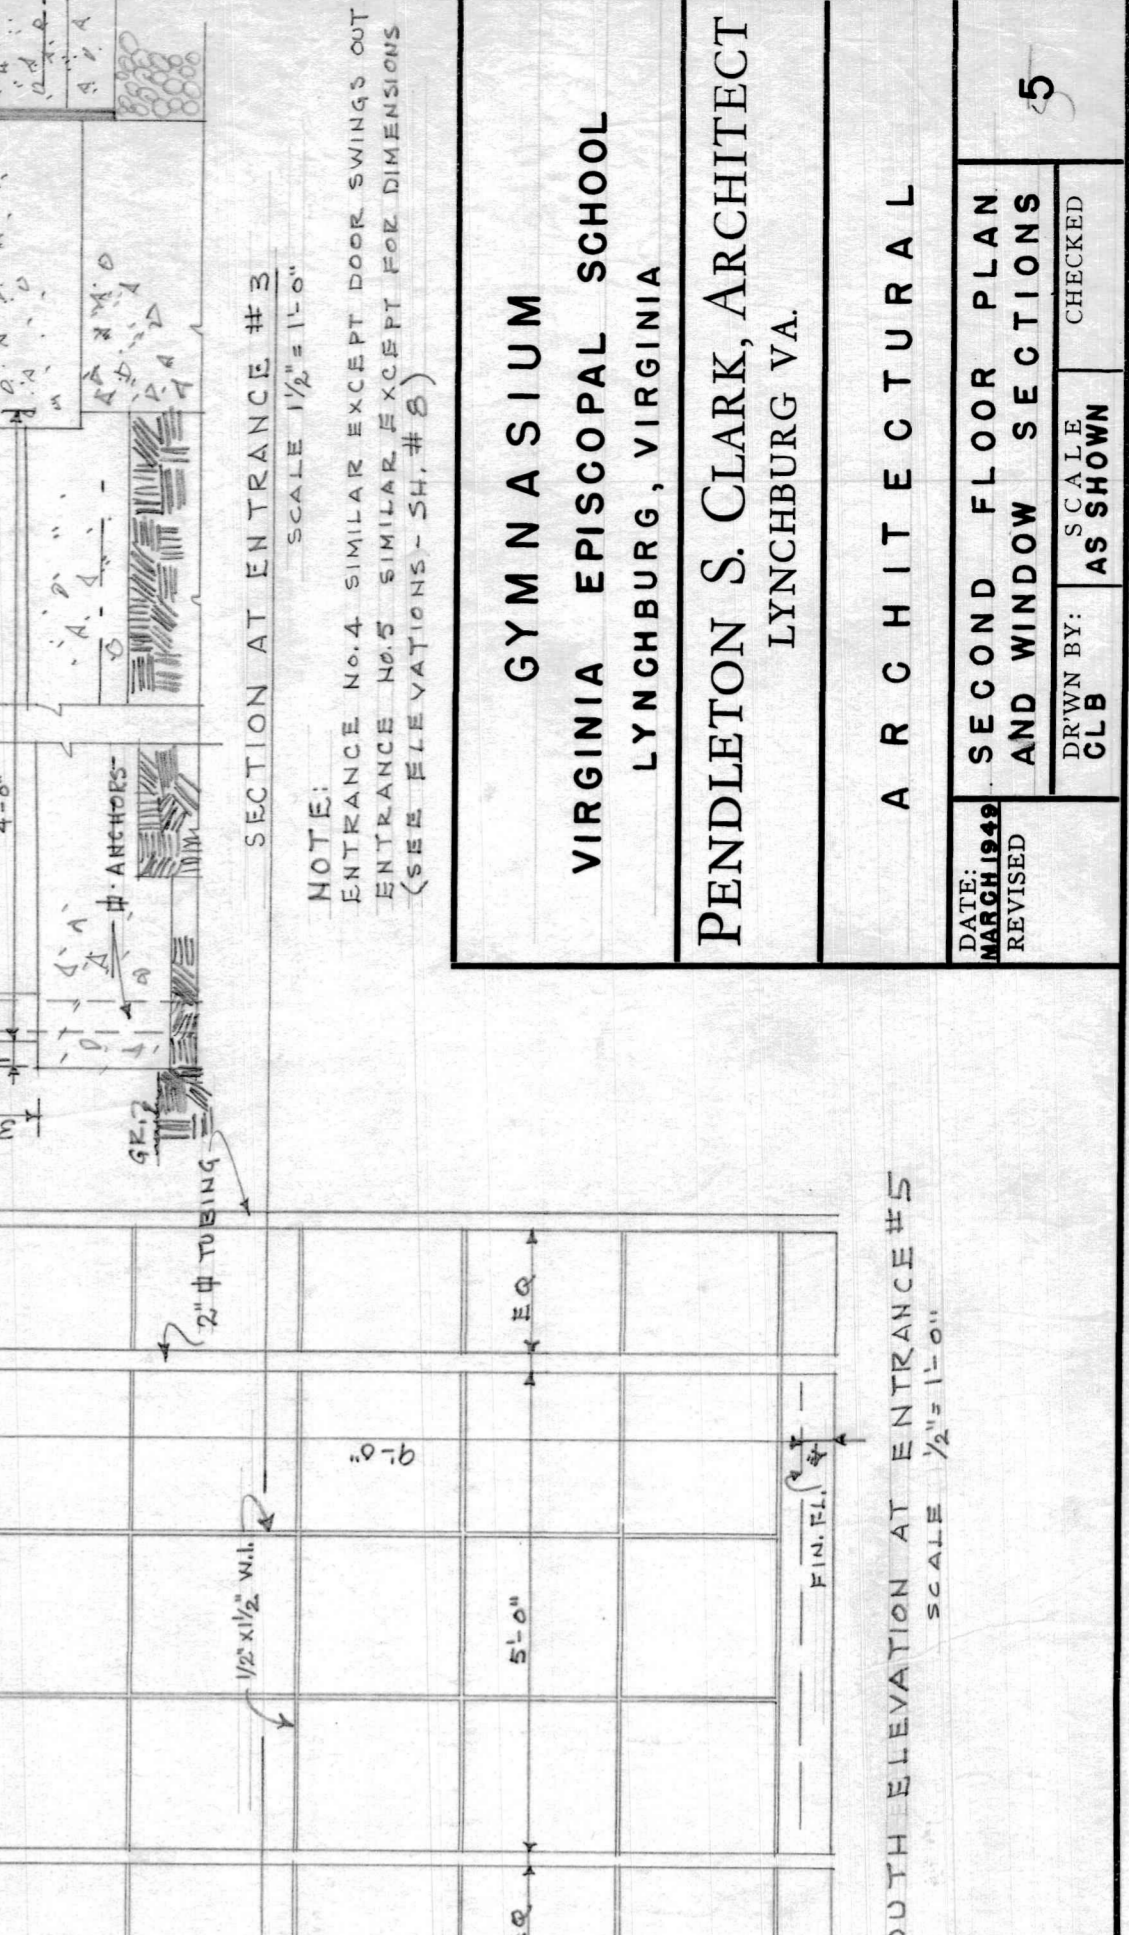 4'-0"
ANCHORS
GR.
2" TUBING
SECTION AT ENTRANCE #3
SCALE 1½" = 1'-0"
NOTE:
ENTRANCE No.4 SIMILAR EXCEPT DOOR SWINGS OUT
ENTRANCE No.5 SIMILAR EXCEPT FOR DIMENSIONS
(SEE ELEVATIONS - SH. #8)
½" X 1½" W.I.
9'-0"
EQ
5'-0"
FIN. FL.
OUTH ELEVATION AT ENTRANCE #5
SCALE ½" = 1'-0"
GYMNASIUM
VIRGINIA EPISCOPAL SCHOOL
LYNCHBURG, VIRGINIA
PENDLETON S. CLARK, ARCHITECT
LYNCHBURG VA.
ARCHITECTURAL
DATE:
MARCH 1949
REVISED
SECOND FLOOR PLAN
AND WINDOW SECTIONS
DR'WN BY:
CLB
SCALE
AS SHOWN
CHECKED
5